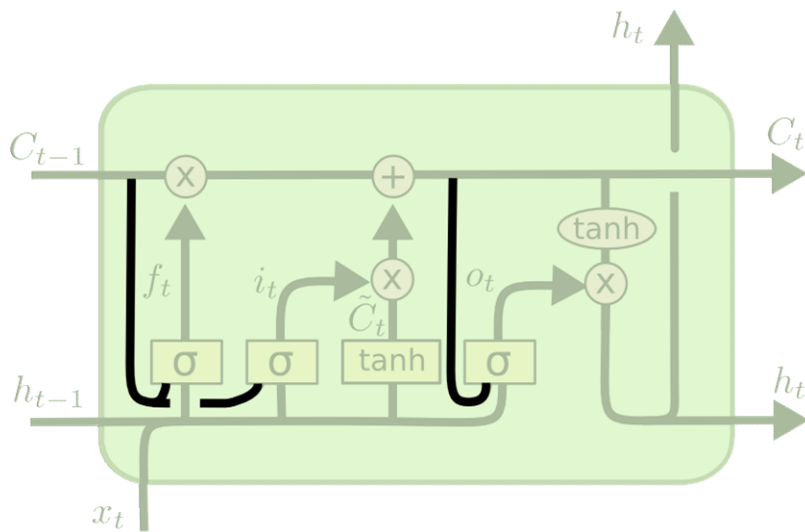 h_t
C_{t-1}
x
+
C_t
tanh
f_t
i_t
x
o_t
x
C̃_t
σ
σ
tanh
σ
h_{t-1}
h_t
x_t